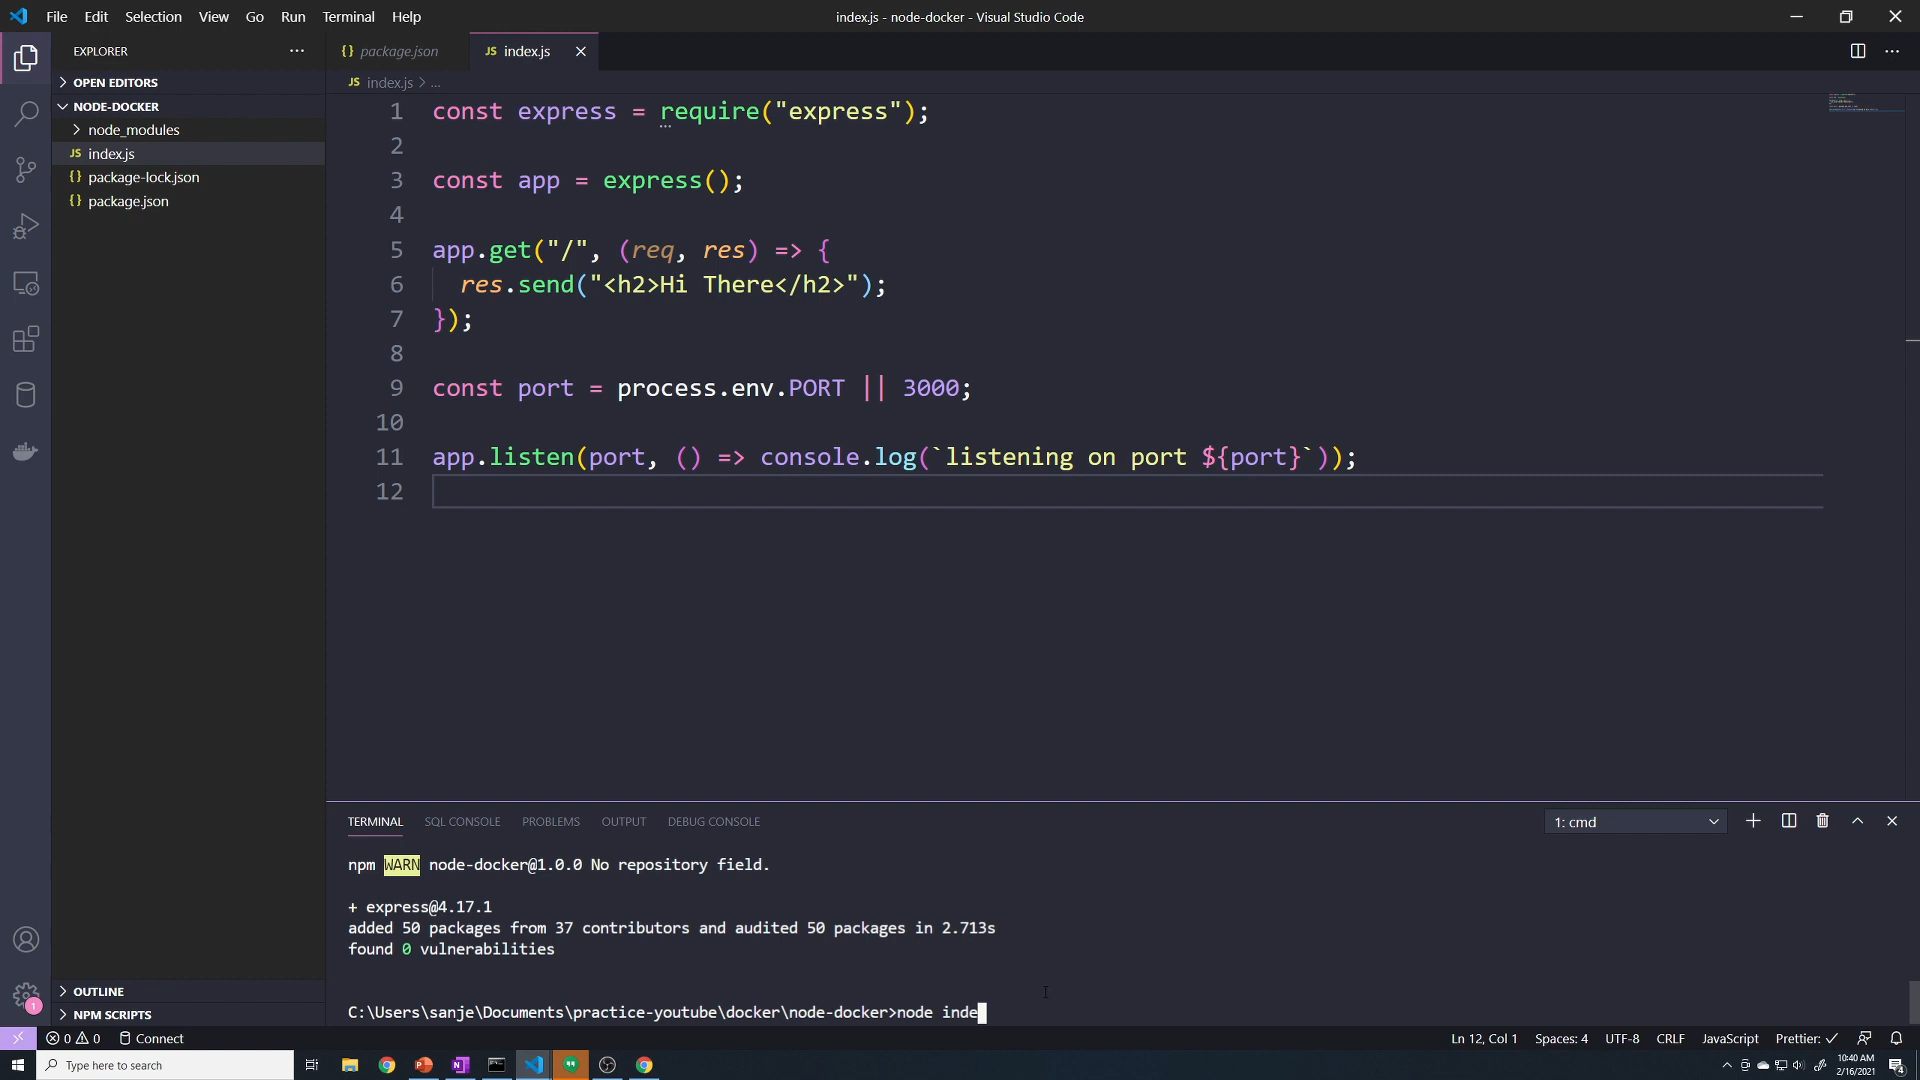 File Edit Selection View Go Run Terminal Help
index.js - node-docker - Visual Studio Code
EXPLORER
{} package.json
JS index.js
OPEN EDITORS
JS index.js > ...
NODE-DOCKER
node_modules
JS index.js
{} package-lock.json
{} package.json
1 const express = require("express");
2
3 const app = express();
4
5 app.get("/", (req, res) => {
6 res.send("<h2>Hi There</h2>");
7 });
8
9 const port = process.env.PORT || 3000;
10
11 app.listen(port, () => console.log(`listening on port ${port}`));
12
TERMINAL SQL CONSOLE PROBLEMS OUTPUT DEBUG CONSOLE
1: cmd
npm WARN node-docker@1.0.0 No repository field.
+ express@4.17.1
added 50 packages from 37 contributors and audited 50 packages in 2.713s
found 0 vulnerabilities
C:\Users\sanje\Documents\practice-youtube\docker\node-docker>node inde
OUTLINE
NPM SCRIPTS
1
0 0 Connect
Ln 12, Col 1 Spaces: 4 UTF-8 CRLF JavaScript Prettier: ✓
Type here to search
10:40 AM
2/16/2021
4